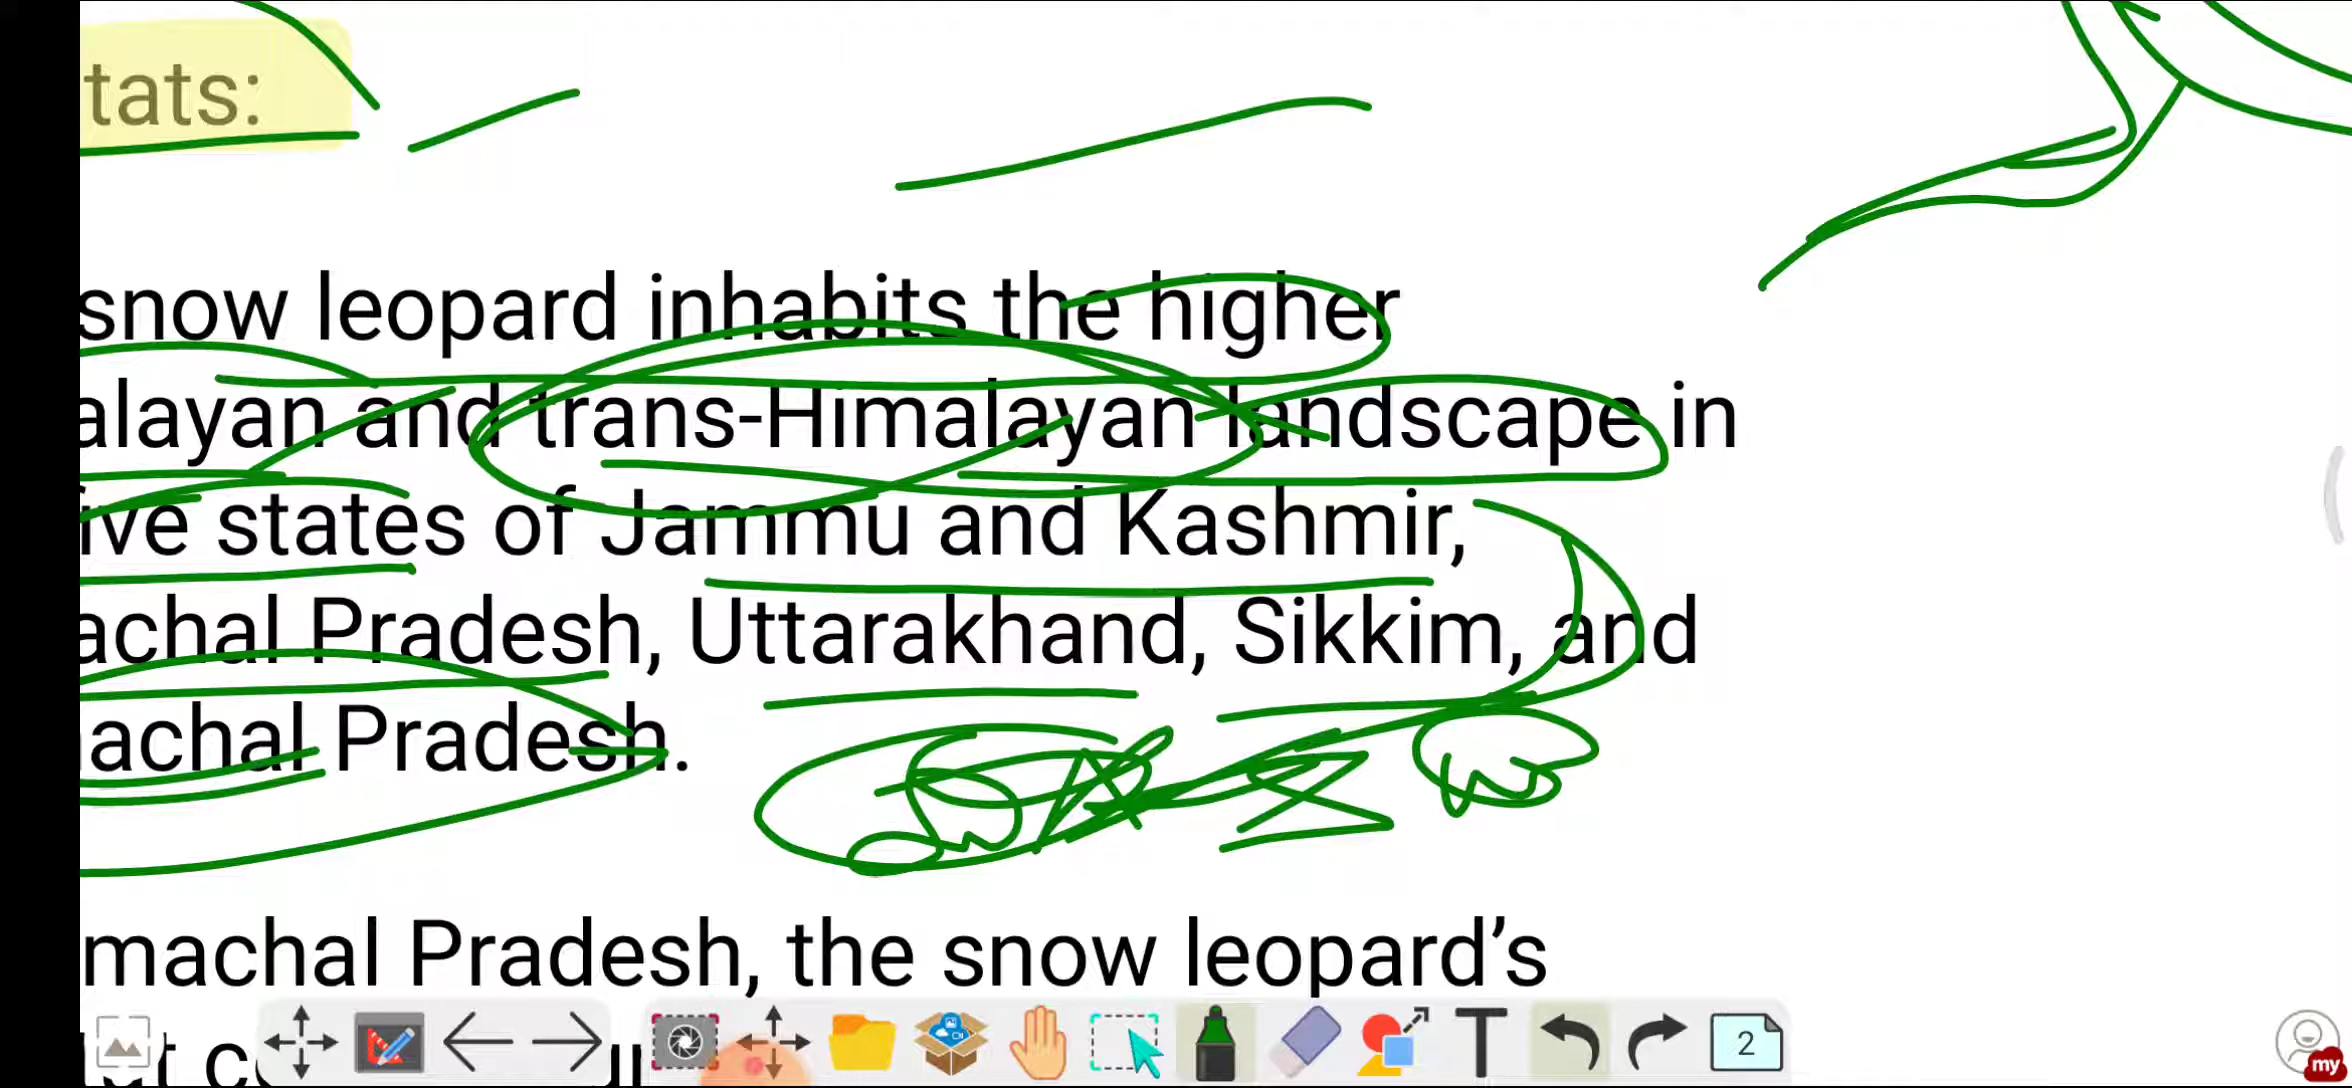 tats:
snow leopard inhabits the higher
alayan and trans-Himalayan landscape in
ive states of Jammu and Kashmir,
achal Pradesh, Uttarakhand, Sikkim, and
achal Pradesh.
machal Pradesh, the snow leopard’s
T
2
my